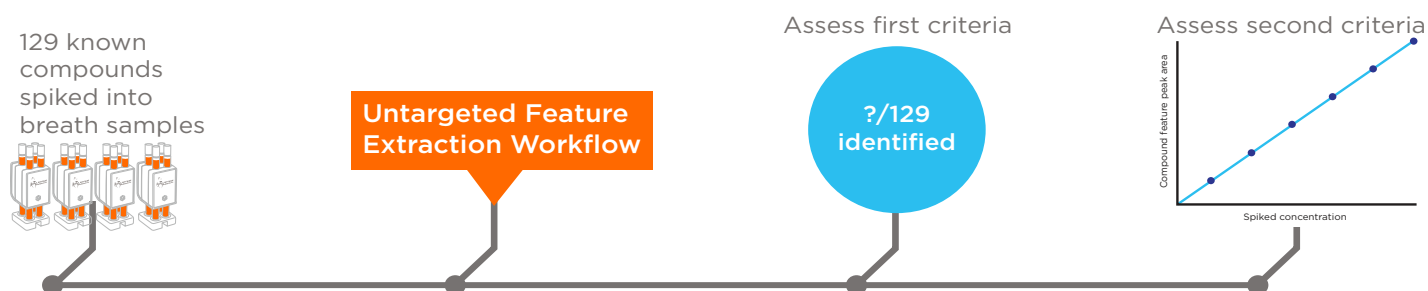 129 known
compounds
spiked into
breath samples
Untargeted Feature
Extraction Workflow
Assess first criteria
?/129
identified
Assess second criteria
Compound feature peak area
Spiked concentration